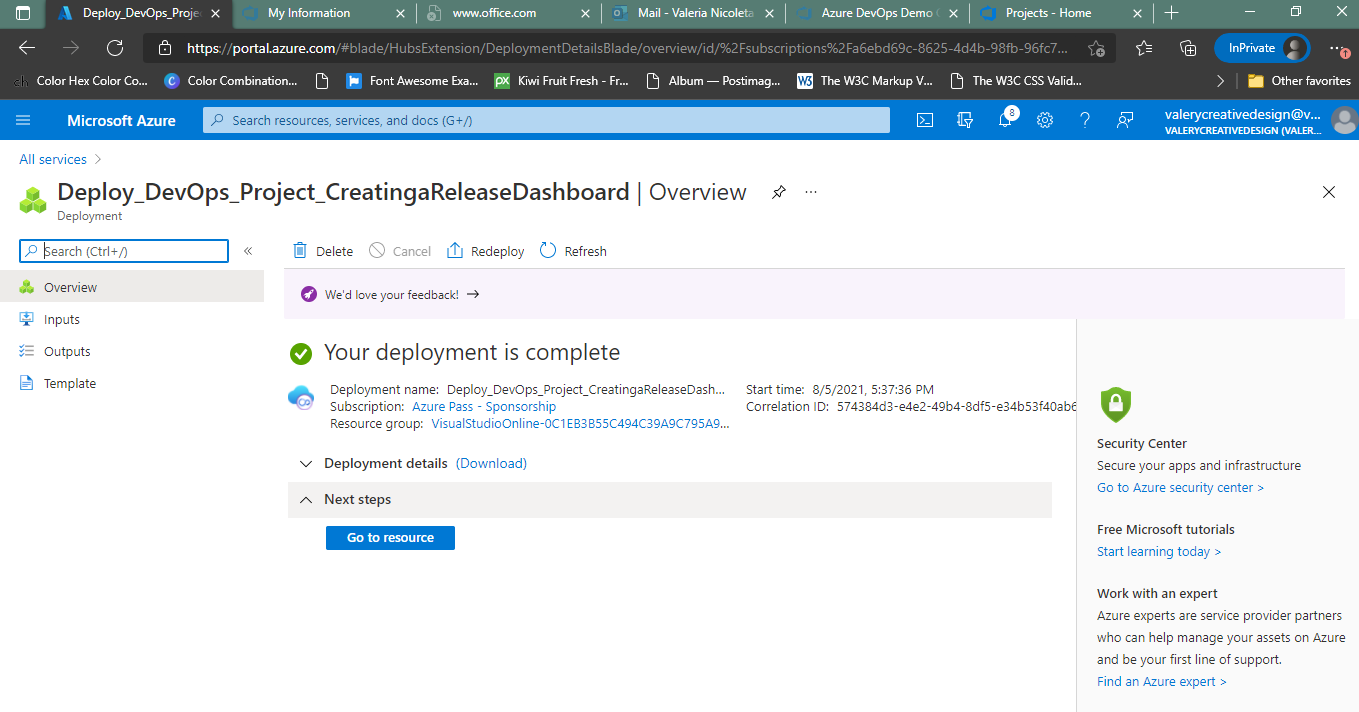 Deploy_DevOps_Proje
My Information
www.office.com
Mail - Valeria Nicoleta
Azure DevOps Demo
Projects - Home
https://portal.azure.com/#blade/HubsExtension/DeploymentDetailsBlade/overview/id/%2Fsubscriptions%2Fa6ebd69c-8625-4d4b-98fb-96fc7...
InPrivate
Color Hex Color Co...
Color Combination...
Font Awesome Exa...
Kiwi Fruit Fresh - Fr...
Album — Postimag...
The W3C Markup V...
The W3C CSS Valid...
Other favorites
Microsoft Azure
Search resources, services, and docs (G+/)
8
valerycreativedesign@v...
VALERYCREATIVEDESIGN (VALER...
All services
Deploy_DevOps_Project_CreatingaReleaseDashboard | Overview
Deployment
Search (Ctrl+/)
Delete
Cancel
Redeploy
Refresh
Overview
Inputs
Outputs
Template
We'd love your feedback! →
Your deployment is complete
Deployment name: Deploy_DevOps_Project_CreatingaReleaseDash...
Subscription: Azure Pass - Sponsorship
Resource group: VisualStudioOnline-0C1EB3B55C494C39A9C795A9...
Start time: 8/5/2021, 5:37:36 PM
Correlation ID: 574384d3-e4e2-49b4-8df5-e34b53f40ab6
Deployment details (Download)
Next steps
Go to resource
Security Center
Secure your apps and infrastructure
Go to Azure security center >
Free Microsoft tutorials
Start learning today >
Work with an expert
Azure experts are service provider partners
who can help manage your assets on Azure
and be your first line of support.
Find an Azure expert >